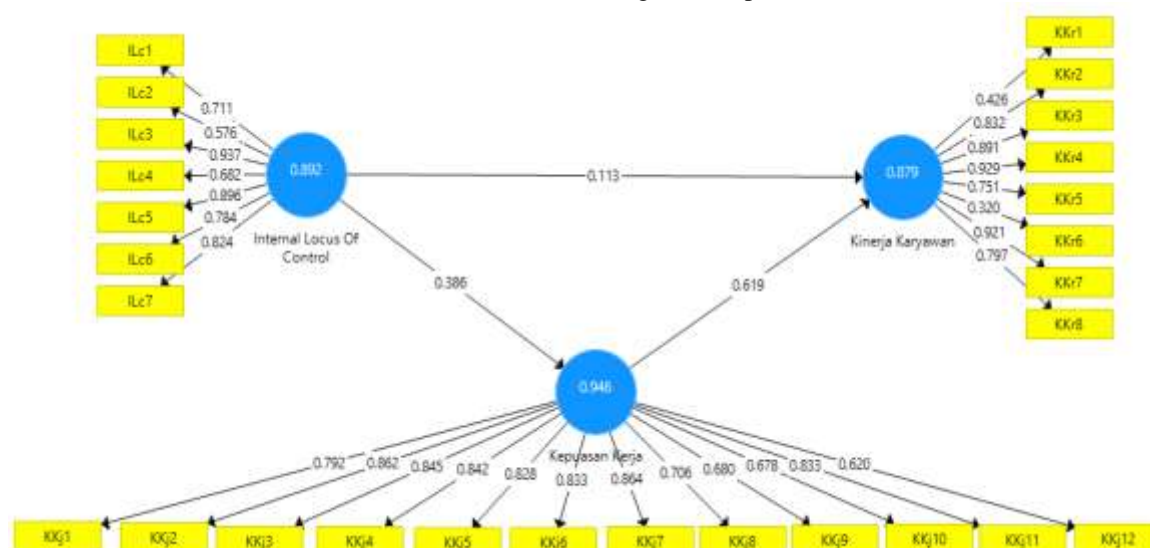 ILc1
ILc2
ILc3
ILc4
ILc5
ILc6
ILc7
0.711
0.576
0.937
0.682
0.896
0.784
0.824
0.892
Internal Locus Of
Control
0.113
0.386
0.619
0.879
Kinerja Karyawan
0.426
0.832
0.891
0.929
0.751
0.320
0.921
0.797
KKr1
KKr2
KKr3
KKr4
KKr5
KKr6
KKr7
KKr8
0.946
Kepuasan Kerja
0.792
0.862
0.845
0.842
0.828
0.833
0.864
0.706
0.680
0.678
0.833
0.620
KKj1
KKj2
KKj3
KKj4
KKj5
KKj6
KKj7
KKj8
KKj9
KKj10
KKj11
KKj12